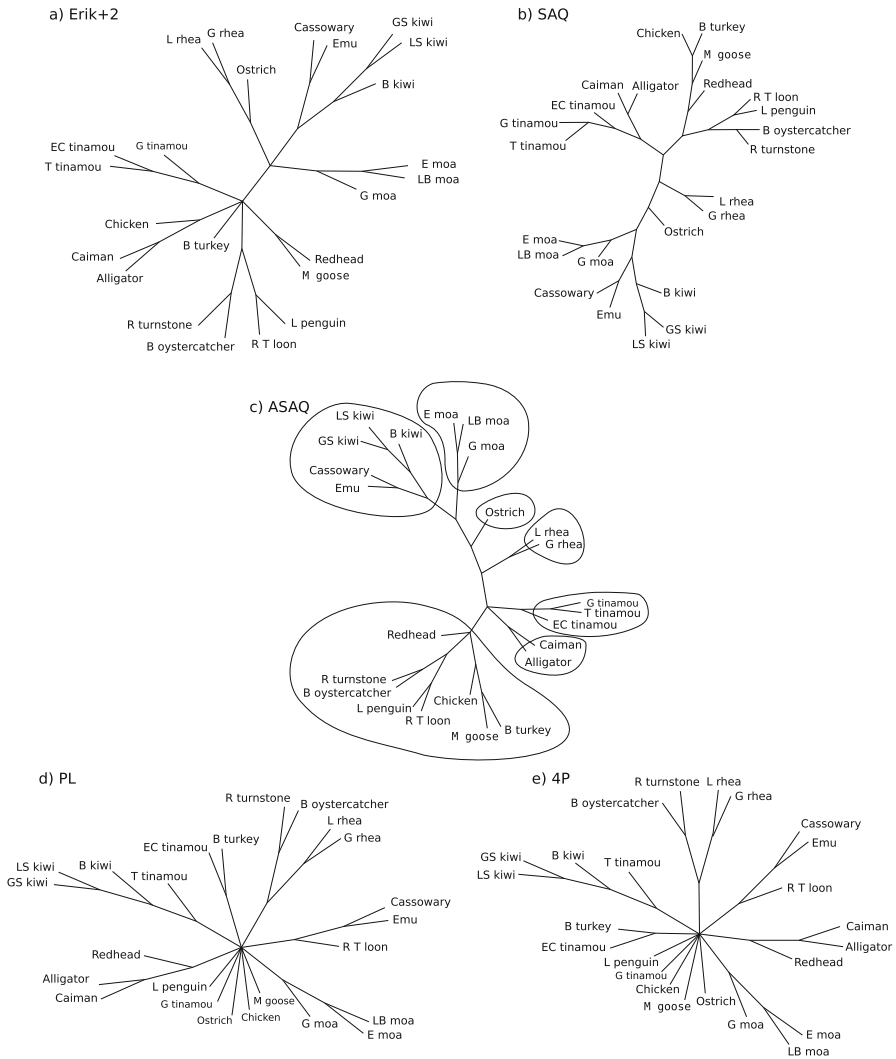 a) Erik+2
L rhea
G rhea
Ostrich
Cassowary
Emu
GS kiwi
LS kiwi
B kiwi
EC tinamou
G tinamou
T tinamou
E moa
LB moa
G moa
Chicken
B turkey
Caiman
Alligator
Redhead
M goose
R turnstone
B oystercatcher
R T loon
L penguin
b) SAQ
Chicken
B turkey
M goose
Caiman
Alligator
Redhead
EC tinamou
R T loon
L penguin
G tinamou
B oystercatcher
T tinamou
R turnstone
L rhea
G rhea
Ostrich
E moa
LB moa
G moa
Cassowary
Emu
B kiwi
GS kiwi
LS kiwi
c) ASAQ
LS kiwi
GS kiwi
B kiwi
Cassowary
Emu
E moa
LB moa
G moa
Ostrich
L rhea
G rhea
G tinamou
T tinamou
EC tinamou
Caiman
Alligator
Redhead
R turnstone
B oystercatcher
L penguin
R T loon
Chicken
M goose
B turkey
d) PL
R turnstone
B oystercatcher
L rhea
G rhea
B turkey
EC tinamou
LS kiwi
GS kiwi
B kiwi
T tinamou
Cassowary
Emu
R T loon
Redhead
Alligator
Caiman
L penguin
G tinamou
Ostrich
Chicken
M goose
G moa
LB moa
E moa
e) 4P
R turnstone
L rhea
B oystercatcher
G rhea
Cassowary
Emu
GS kiwi
LS kiwi
B kiwi
T tinamou
R T loon
B turkey
EC tinamou
Caiman
Alligator
Redhead
L penguin
G tinamou
Chicken
M goose
Ostrich
G moa
E moa
LB moa